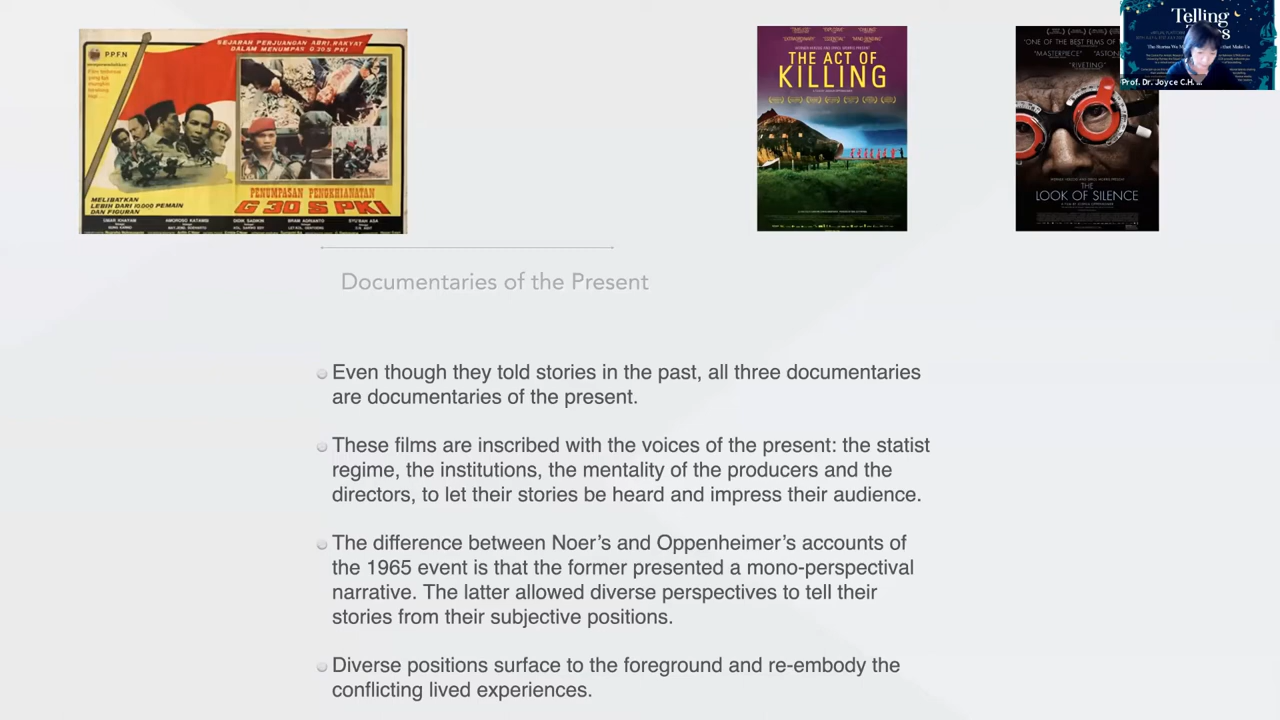 P.P.F.N
SEJARAH PERJUANGAN ABRI, RAKYAT
DALAM MENUMPAS G.30 S. PKI
MELIBATKAN
LEBIH DARI 10.000 PEMAIN
DAN FIGURAN
PENUMPASAN PENGKHIANATAN
G 30 S PKI
THE ACT OF
KILLING
"ONE OF THE BEST FILMS OF
"MASTERPIECE"
"RIVETING"
THE
LOOK OF SILENCE
Telling
Prof. Dr. Joyce C.H. ...
Documentaries of the Present
Even though they told stories in the past, all three documentaries
are documentaries of the present.
These films are inscribed with the voices of the present: the statist
regime, the institutions, the mentality of the producers and the
directors, to let their stories be heard and impress their audience.
The difference between Noer’s and Oppenheimer’s accounts of
the 1965 event is that the former presented a mono-perspectival
narrative. The latter allowed diverse perspectives to tell their
stories from their subjective positions.
Diverse positions surface to the foreground and re-embody the
conflicting lived experiences.